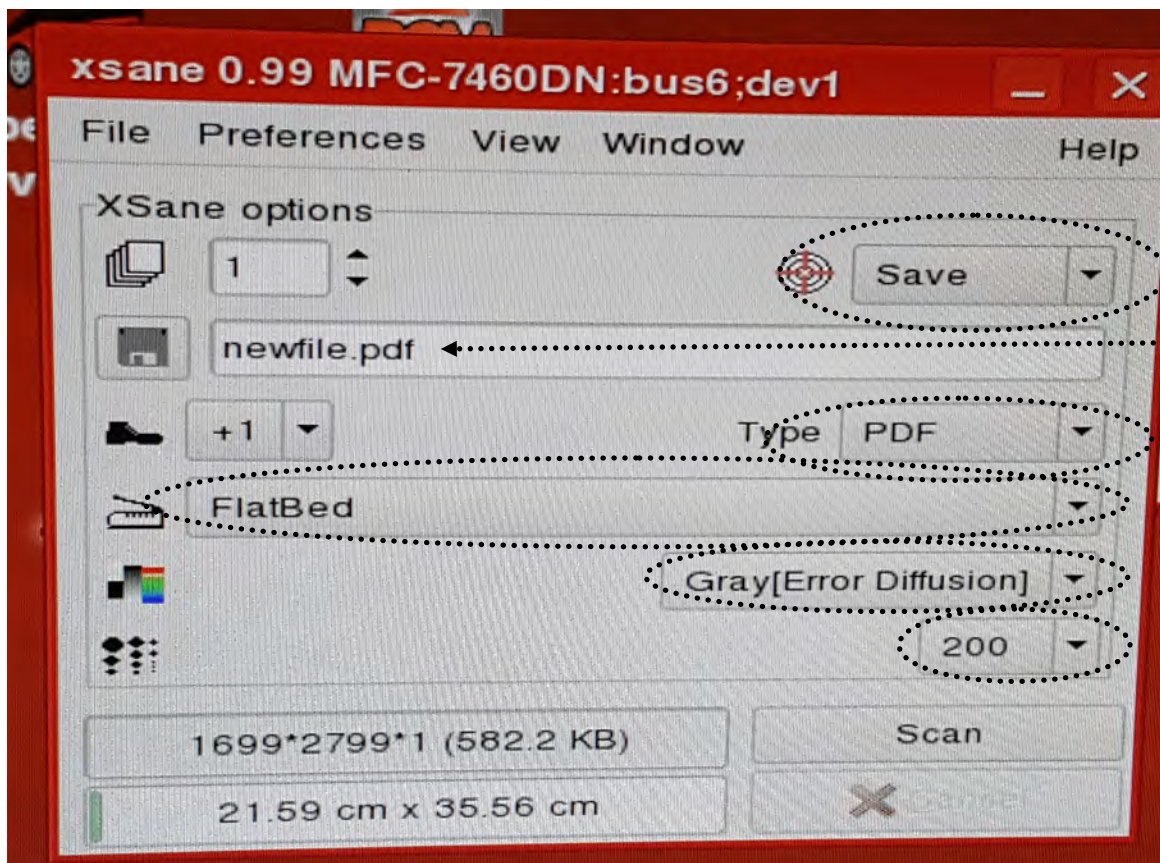 xsane 0.99 MFC-7460DN:bus6;dev1
File Preferences View Window Help
XSane options
1 Save
newfile.pdf
+1 Type PDF
FlatBed
Gray[Error Diffusion]
200
1699*2799*1 (582.2 KB) Scan
21.59 cm x 35.56 cm